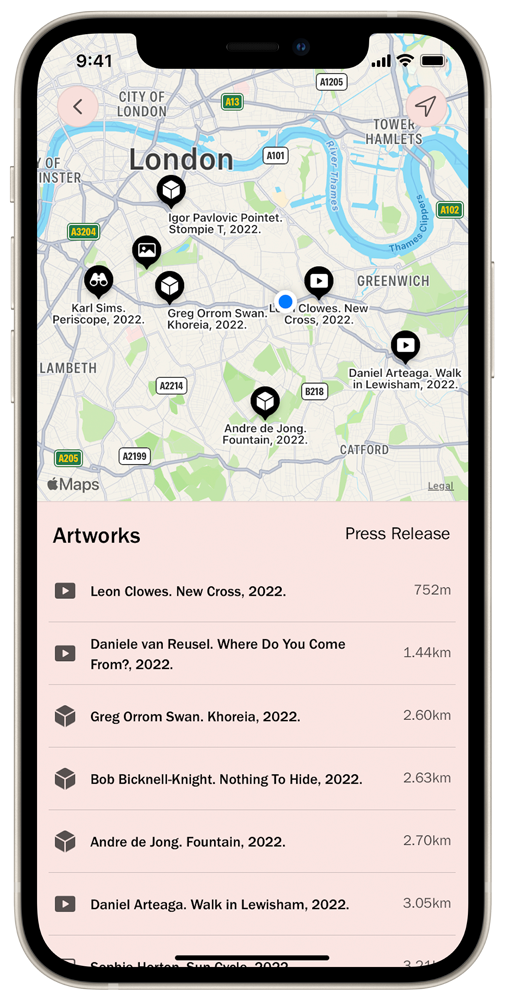 9:41
A1205
CITY OF
LONDON
A13
TOWER
HAMLETS
London
A101
River Thames
Y OF
INSTER
A102
Igor Pavlovic Pointet.
Stompie T, 2022.
A3204
Thames Clippers
GREENWICH
Karl Sims.
Periscope, 2022.
Greg Orrom Swan.
Khoreia, 2022.
Clowes. New
Cross, 2022.
LAMBETH
Daniel Arteaga. Walk
in Lewisham, 2022.
A2214
B218
Andre de Jong.
Fountain, 2022.
CATFORD
A205
A2199
Maps
Legal
Artworks
Press Release
Leon Clowes. New Cross, 2022.
752m
Daniele van Reusel. Where Do You Come
From?, 2022.
1.44km
Greg Orrom Swan. Khoreia, 2022.
2.60km
Bob Bicknell-Knight. Nothing To Hide, 2022.
2.63km
Andre de Jong. Fountain, 2022.
2.70km
Daniel Arteaga. Walk in Lewisham, 2022.
3.05km
Sophie Horton. Sun Cycle, 2022.